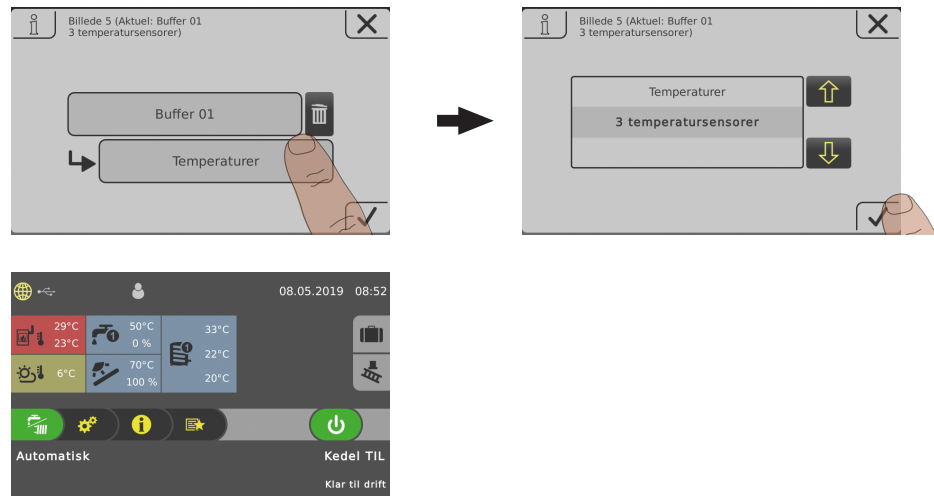 Billede 5 (Aktuel: Buffer 01
3 temperatursensorer)
Buffer 01
Temperaturer
Billede 5 (Aktuel: Buffer 01
3 temperatursensorer)
Temperaturer
3 temperatursensorer
08.05.2019 08:52
29°C
23°C
50°C
0 %
33°C
22°C
20°C
6°C
70°C
100 %
1
1
Automatisk
Kedel TIL
Klar til drift